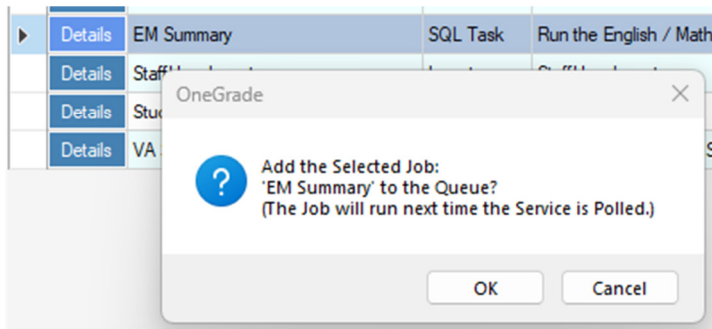 Details EM Summary SQL Task Run the English / Math
Details
Details
Details VA
OneGrade
Add the Selected Job:
'EM Summary' to the Queue?
(The Job will run next time the Service is Polled.)
OK Cancel